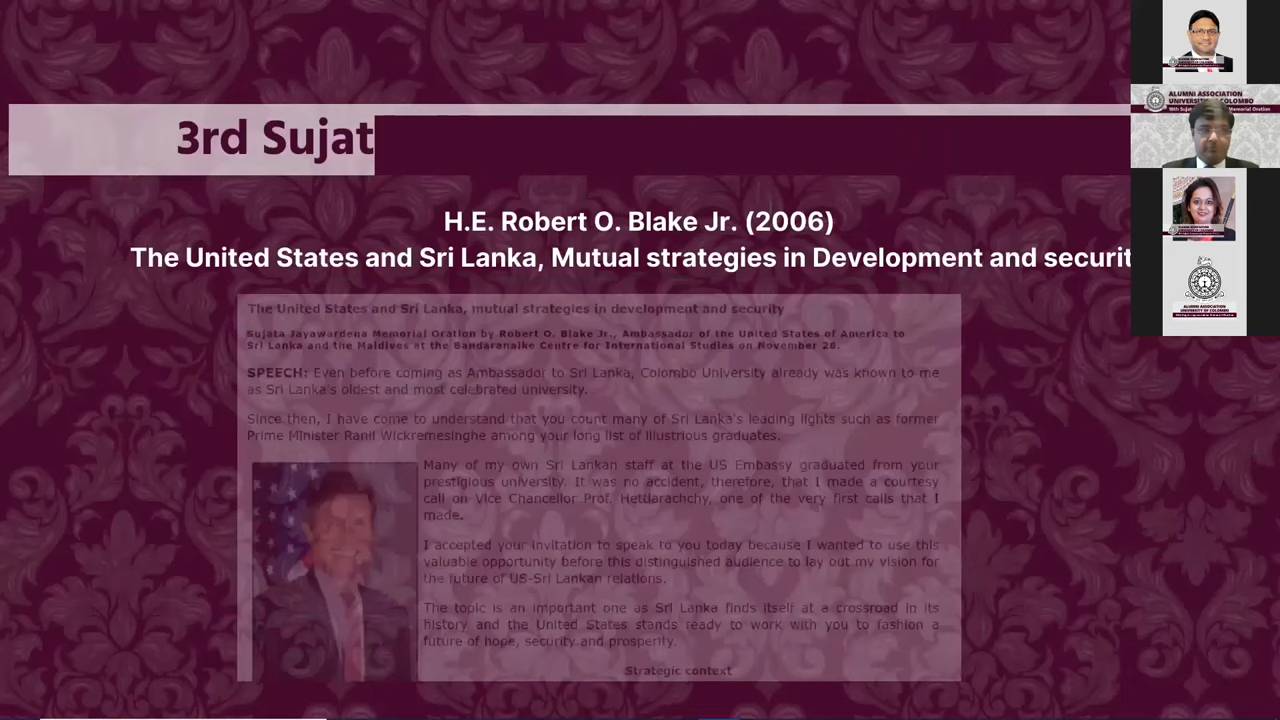 3rd Sujat
H.E. Robert O. Blake Jr. (2006)
The United States and Sri Lanka, Mutual strategies in Development and securit
The United States and Sri Lanka, mutual strategies in development and security
Sujata Jayawardena Memorial Oration by Robert O. Blake Jr., Ambassador of the United States of America to
Sri Lanka and the Maldives at the Bandaranaike Centre for International Studies on November 28.
SPEECH: Even before coming as Ambassador to Sri Lanka, Colombo University already was known to me
as Sri Lanka's oldest and most celebrated university.
Since then, I have come to understand that you count many of Sri Lanka's leading lights such as former
Prime Minister Ranil Wickremesinghe among your long list of illustrious graduates.
Many of my own Sri Lankan staff at the US Embassy graduated from your
prestigious university. It was no accident, therefore, that I made a courtesy
call on Vice Chancellor Prof. Hettiarachchy, one of the very first calls that I
made.
I accepted your invitation to speak to you today because I wanted to use this
valuable opportunity before this distinguished audience to lay out my vision for
the future of US-Sri Lankan relations.
The topic is an important one as Sri Lanka finds itself at a crossroad in its
history and the United States stands ready to work with you to fashion a
future of hope, security and prosperity.
Strategic context
ALUMNI ASSOCIATION
UNIVERSITY OF COLOMBO
Memorial Oration
ALUMNI ASSOCIATION
UNIVERSITY OF COLOMBO